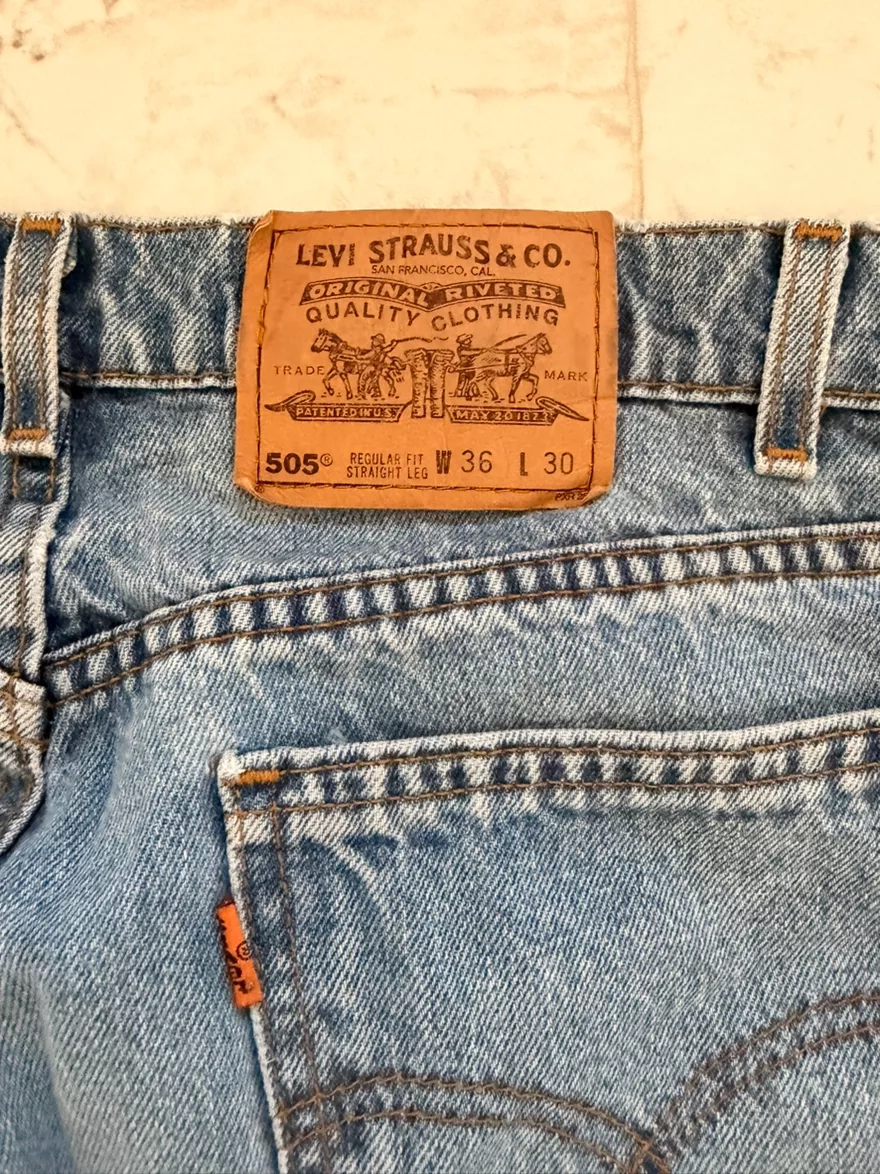 LEVI STRAUSS & CO.
SAN FRANCISCO, CAL.
ORIGINAL RIVETED
QUALITY CLOTHING
TRADE MARK
PATENTED IN U.S. MAY 20 1873
505® REGULAR FIT STRAIGHT LEG W 36 L 30
®